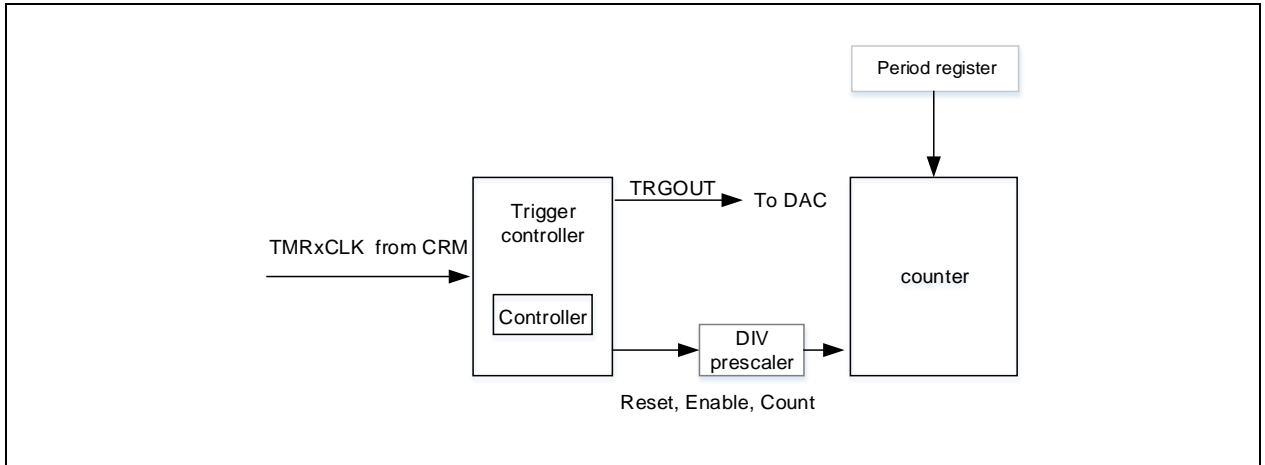 Period register
TRGOUT
To DAC
Trigger
controller
TMRxCLK from CRM
counter
Controller
DIV
prescaler
Reset, Enable, Count